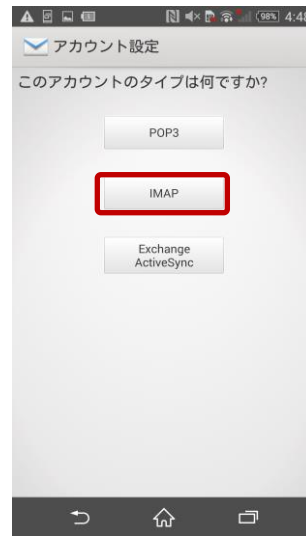 98% 4:48
アカウント設定
このアカウントのタイプは何ですか?
POP3
IMAP
Exchange
ActiveSync